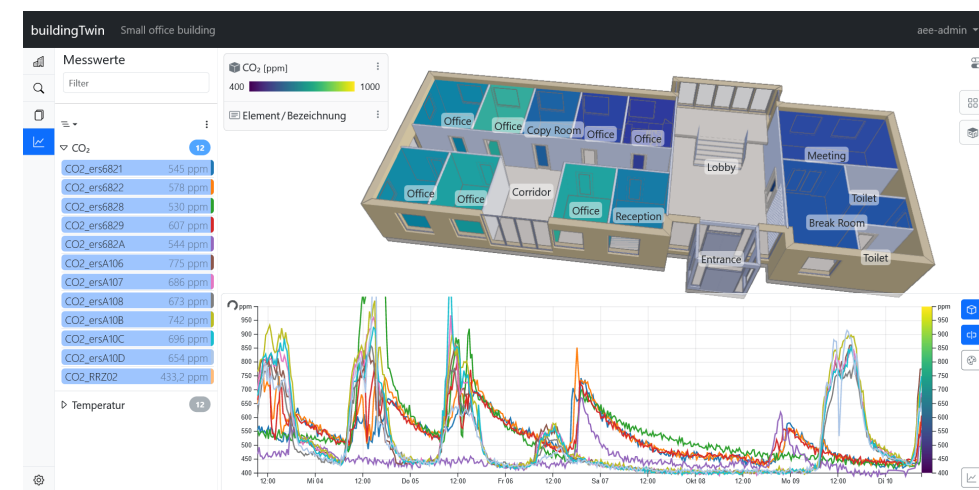 buildingTwin Small office building aee-admin
Messwerte
Filter
CO₂ 12
CO2_ers6821 545 ppm
CO2_ers6822 578 ppm
CO2_ers6828 530 ppm
CO2_ers6829 607 ppm
CO2_ers682A 544 ppm
CO2_ersA106 775 ppm
CO2_ersA107 686 ppm
CO2_ersA108 673 ppm
CO2_ersA10B 742 ppm
CO2_ersA10C 696 ppm
CO2_ersA10D 654 ppm
CO2_RRZ02 433,2 ppm
Temperatur 12
CO₂ [ppm]
400 1000
Element/Bezeichnung
Office
Office
Copy Room
Office
Office
Lobby
Meeting
Office
Office
Corridor
Office
Reception
Toilet
Break Room
Entrance
Toilet
ppm ppm
950 950
900 900
850 850
800 800
750 750
700 700
650 650
600 600
550 550
500 500
450 450
400 400
12:00 Mi 04 12:00 Do 05 12:00 Fr 06 12:00 Sa 07 12:00 Okt 08 12:00 Mo 09 12:00 Di 10